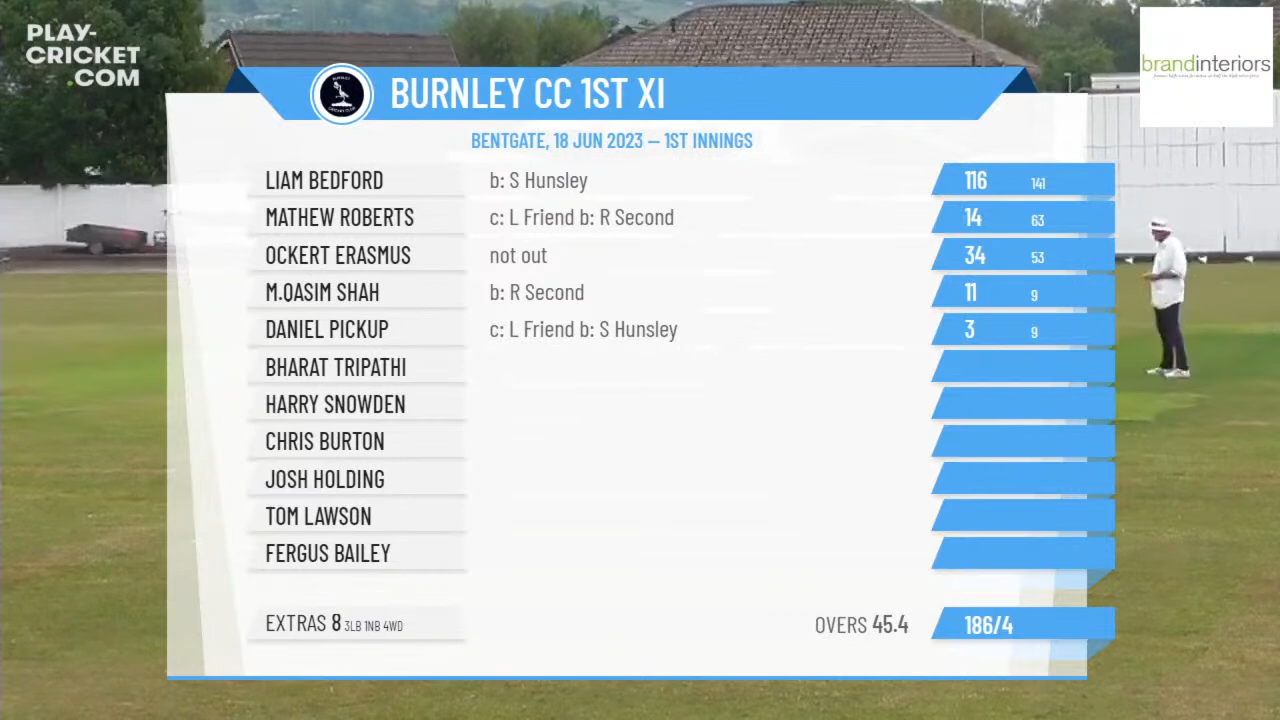 PLAY-
CRICKET
.COM
brandinteriors
BURNLEY CC 1ST XI
BENTGATE, 18 JUN 2023 – 1ST INNINGS
LIAM BEDFORD b: S Hunsley 116 141
MATHEW ROBERTS c: L Friend b: R Second 14 63
OCKERT ERASMUS not out 34 53
M.QASIM SHAH b: R Second 11 9
DANIEL PICKUP c: L Friend b: S Hunsley 3 9
BHARAT TRIPATHI
HARRY SNOWDEN
CHRIS BURTON
JOSH HOLDING
TOM LAWSON
FERGUS BAILEY
EXTRAS 8 3LB 1NB 4WD OVERS 45.4 186/4